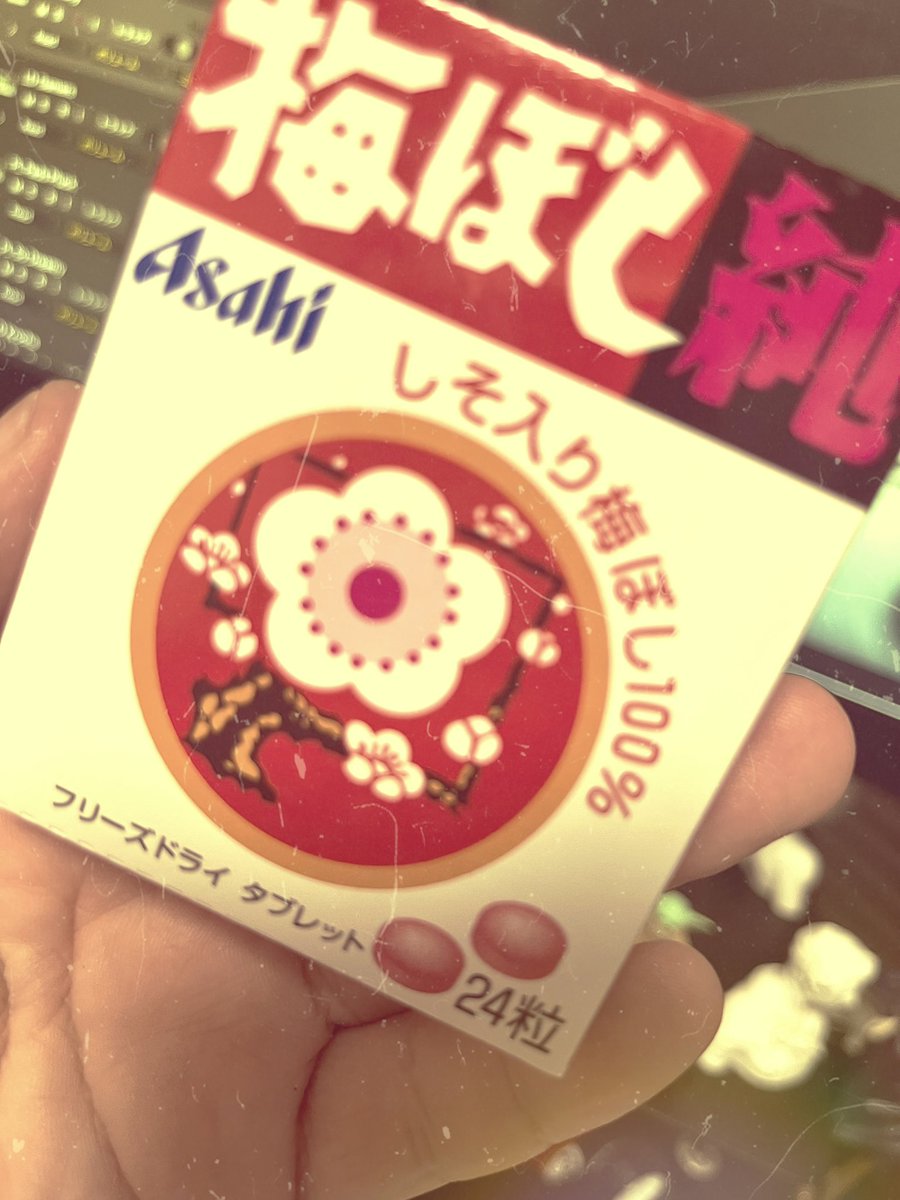 梅ぼし純
Asahi
しそ入り梅ぼし100%
フリーズドライ タブレット
24粒